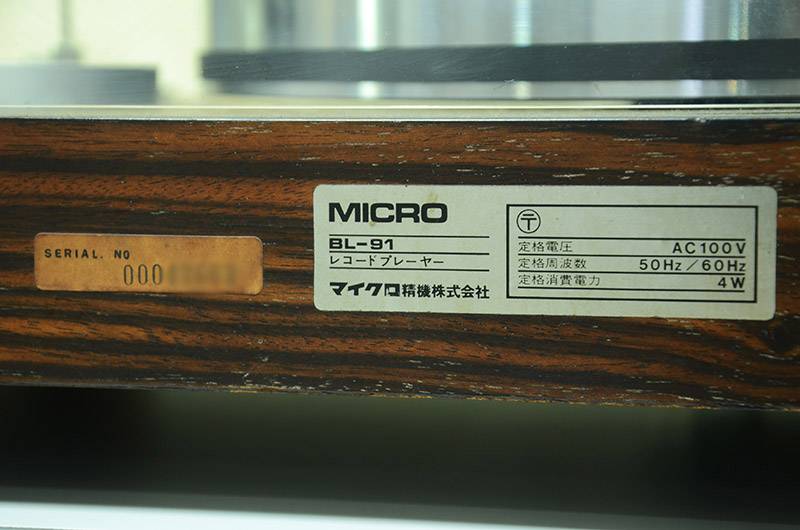 SERIAL. NO
000
MICRO
BL-91
レコードプレーヤー
マイクロ精機株式会社
〒
定格電圧 AC100V
定格周波数 50Hz/60Hz
定格消費電力 4W